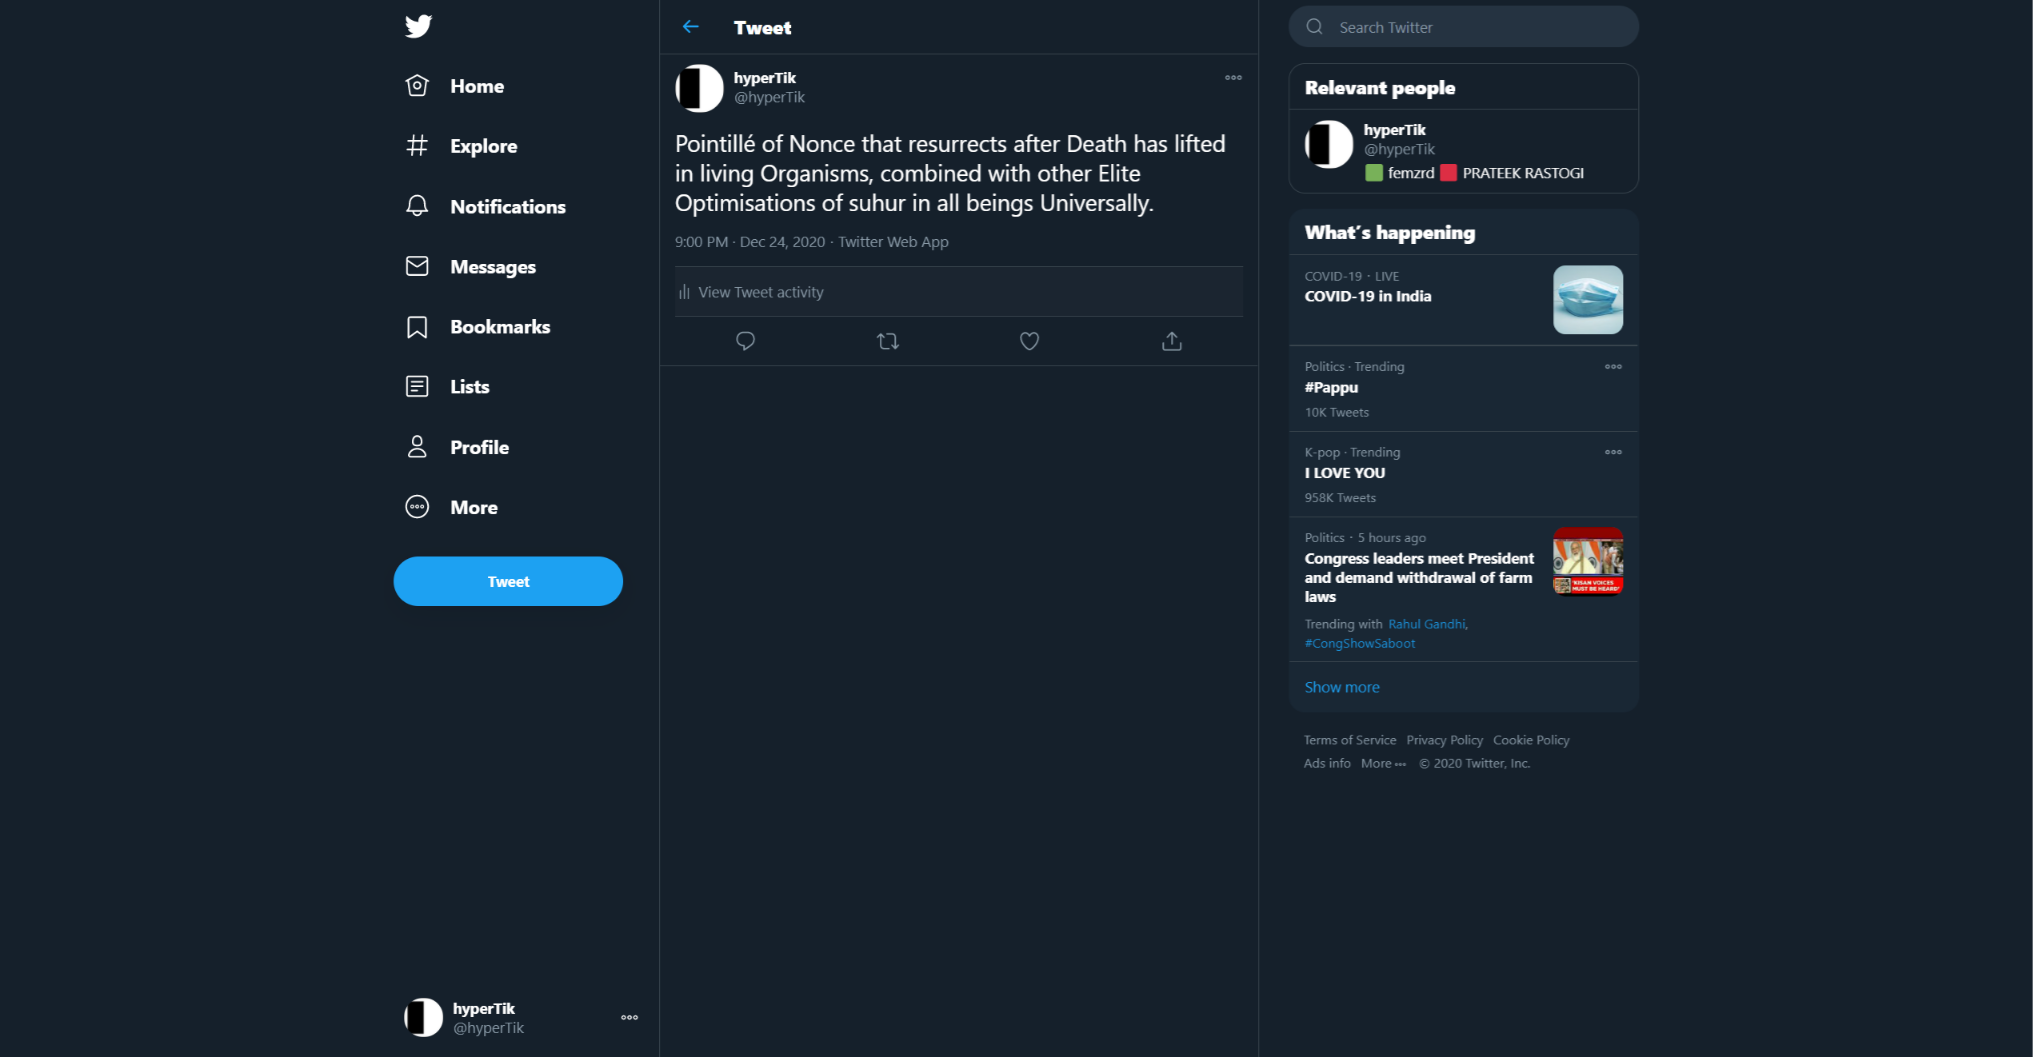 Home
Explore
Notifications
Messages
Bookmarks
Lists
Profile
More
Tweet
hyperTik
@hyperTik
Tweet
hyperTik
@hyperTik
Pointillé of Nonce that resurrects after Death has lifted
in living Organisms, combined with other Elite
Optimisations of suhur in all beings Universally.
9:00 PM · Dec 24, 2020 · Twitter Web App
View Tweet activity
Search Twitter
Relevant people
hyperTik
@hyperTik
🟩 femzrd 🟥 PRATEEK RASTOGI
What's happening
COVID-19 · LIVE
COVID-19 in India
Politics · Trending
#Pappu
10K Tweets
K-pop · Trending
I LOVE YOU
958K Tweets
Politics · 5 hours ago
Congress leaders meet President
and demand withdrawal of farm
laws
"KISAN VOICES
MUST BE HEARD"
Trending with Rahul Gandhi,
#CongShowSaboot
Show more
Terms of Service Privacy Policy Cookie Policy
Ads info More ··· © 2020 Twitter, Inc.